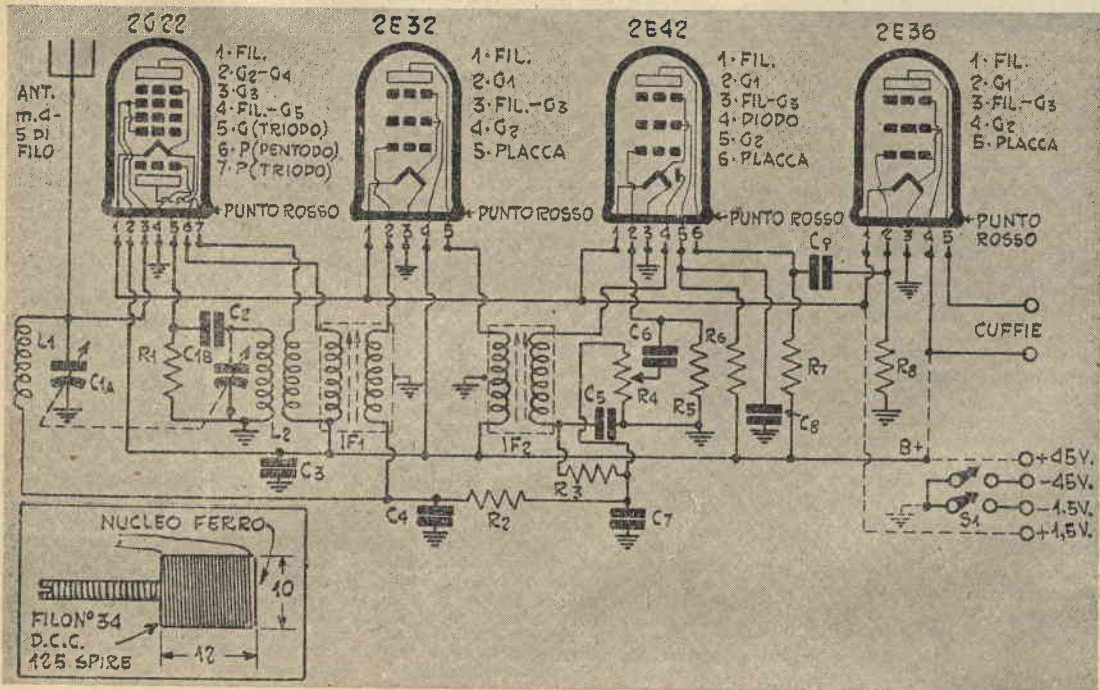 2G22
2E32
2E42
2E36
ANT.
m.4-
5 DI
FILO
1·FIL.
2·G2-G4
3·G3
4·FIL.-G5
5·G(TRIODO)
6·P(PENTODO)
7·P(TRIODO)
←PUNTO ROSSO
1·FIL.
2·G1
3·FIL.-G3
4·G2
5·PLACCA
←PUNTO ROSSO
1·FIL.
2·G1
3·FIL-G3
4·DIODO
5·G2
6·PLACCA
←PUNTO ROSSO
1·FIL.
2·G1
3·FIL-G3
4·G2
5·PLACCA
←PUNTO
ROSSO
1 2 3 4 5 6 7
1 2 3 4 5
1 2 3 4 5 6
1 2 3 4 5
C9
CUFFIE
L1
C1A
R1
C1B
C2
L2
IF1
IF2
C5
C6
R4
R5
R6
R7
C8
R8
C3
R3
B+
C4
R2
C7
+45V.
-45V.
-1.5V.
+1,5V.
S1
NUCLEO FERRO
10
FILO Nº 34
D.C.C.
125 SPIRE
12